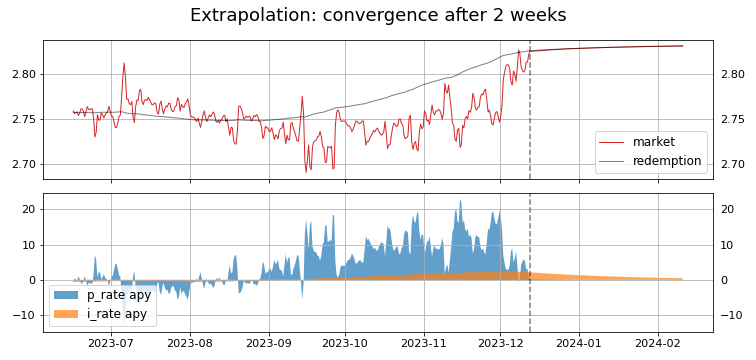 Extrapolation: convergence after 2 weeks
2.80 2.80
2.75 2.75
market
redemption
2.70 2.70
20 20
10 10
0 0
p_rate apy
i_rate apy
−10 −10
2023-07 2023-08 2023-09 2023-10 2023-11 2023-12 2024-01 2024-02